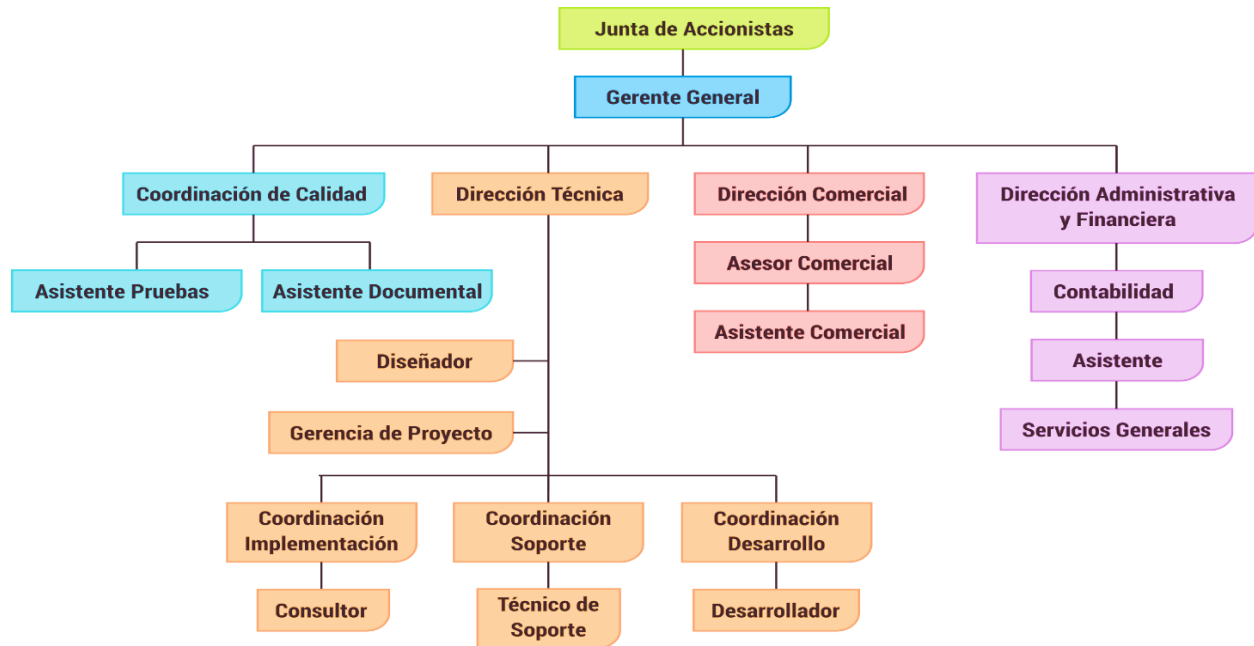 Junta de Accionistas
Gerente General
Coordinación de Calidad
Dirección Técnica
Dirección Comercial
Dirección Administrativa
y Financiera
Asistente Pruebas
Asistente Documental
Asesor Comercial
Contabilidad
Asistente Comercial
Diseñador
Asistente
Gerencia de Proyecto
Servicios Generales
Coordinación
Implementación
Coordinación
Soporte
Coordinación
Desarrollo
Consultor
Técnico de
Soporte
Desarrollador